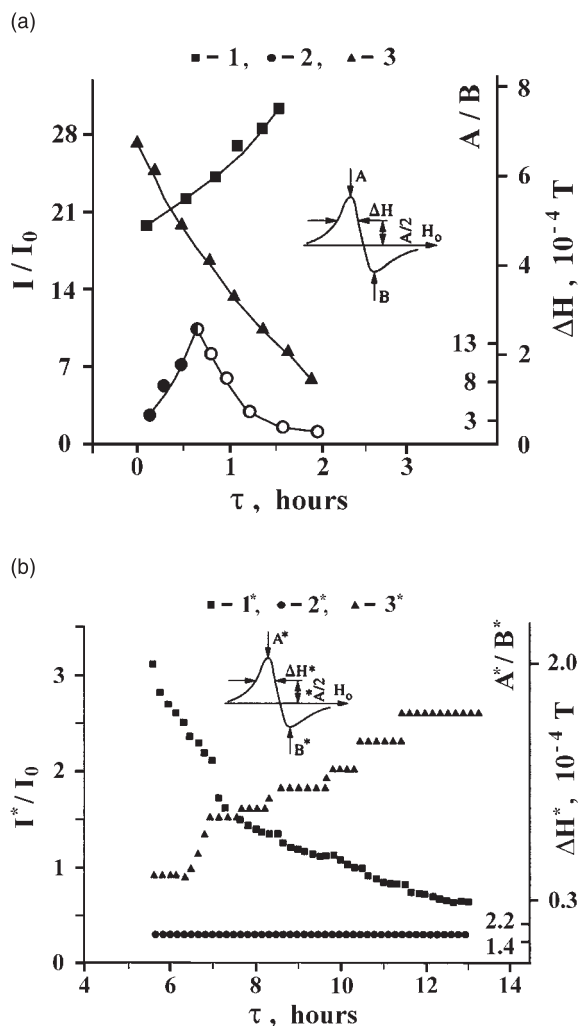 (a)
■ – 1, ● – 2, ▲ – 3
I / I₀
28
21
14
7
0
0 1 2 3
τ , hours
A / B
ΔH , 10⁻⁴ T
8
6
4
2
0
13
8
3
A
ΔH
A/2
H₀
B
(b)
■ – 1*, ● – 2*, ▲ – 3*
I*/ I₀
3
2
1
0
4 6 8 10 12 14
τ , hours
A*/B*
ΔH*, 10⁻⁴ T
2.0
0.3
2.2
1.4
A*
ΔH*
A/2
*
H₀
B*